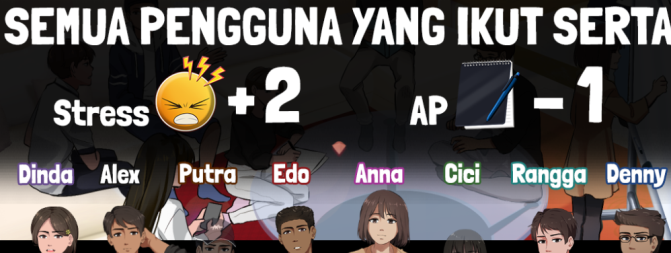 SEMUA PENGGUNA YANG IKUT SERTA
Stress +2 AP -1
Dinda Alex Putra Edo Anna Cici Rangga Denny